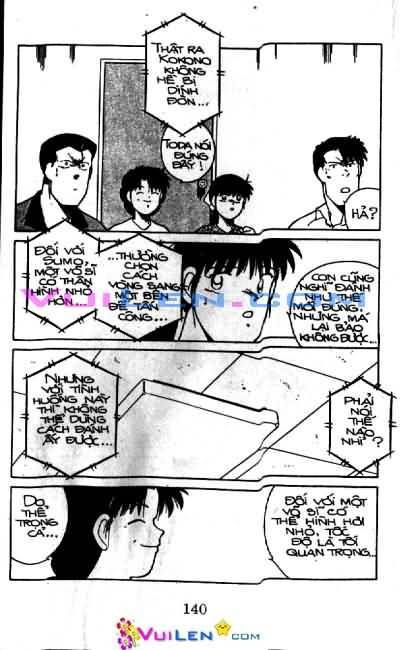 THẬT RA
KOKONO
KHÔNG
HỀ BỊ
DÍNH
ĐÒN...
TODA NÓI
ĐÚNG
ĐẤY!
HẢ?
CON CŨNG
NGHĨ ĐÁNH
NHƯ THẾ
MỚI ĐÚNG,
NHƯNG MÁ
LẠI BẢO
KHÔNG ĐƯỢC...
...THƯỜNG
CHỌN
CÁCH
VÒNG SANG
MỘT BÊN
ĐỂ TẤN
CÔNG...
ĐỐI VỚI
SUMO,
MỘT VÕ SĨ
CÓ THÂN
HÌNH NHỎ
HƠN...
VUILEN.COM
PHẢI
NÓI
THẾ
NÀO
NHỈ?
NHƯNG
VỚI TÌNH
HUỐNG NÀY
THÌ KHÔNG
THỂ DÙNG
CÁCH ĐÁNH
ẤY ĐƯỢC...
ĐỐI VỚI MỘT
VÕ SĨ CÓ
THỂ HÌNH HƠI
NHỎ, TỐC
ĐỘ LÀ TỐI
QUAN TRỌNG...
DO
THỂ
TRỌNG
CẢ...
140
VUILEN.COM